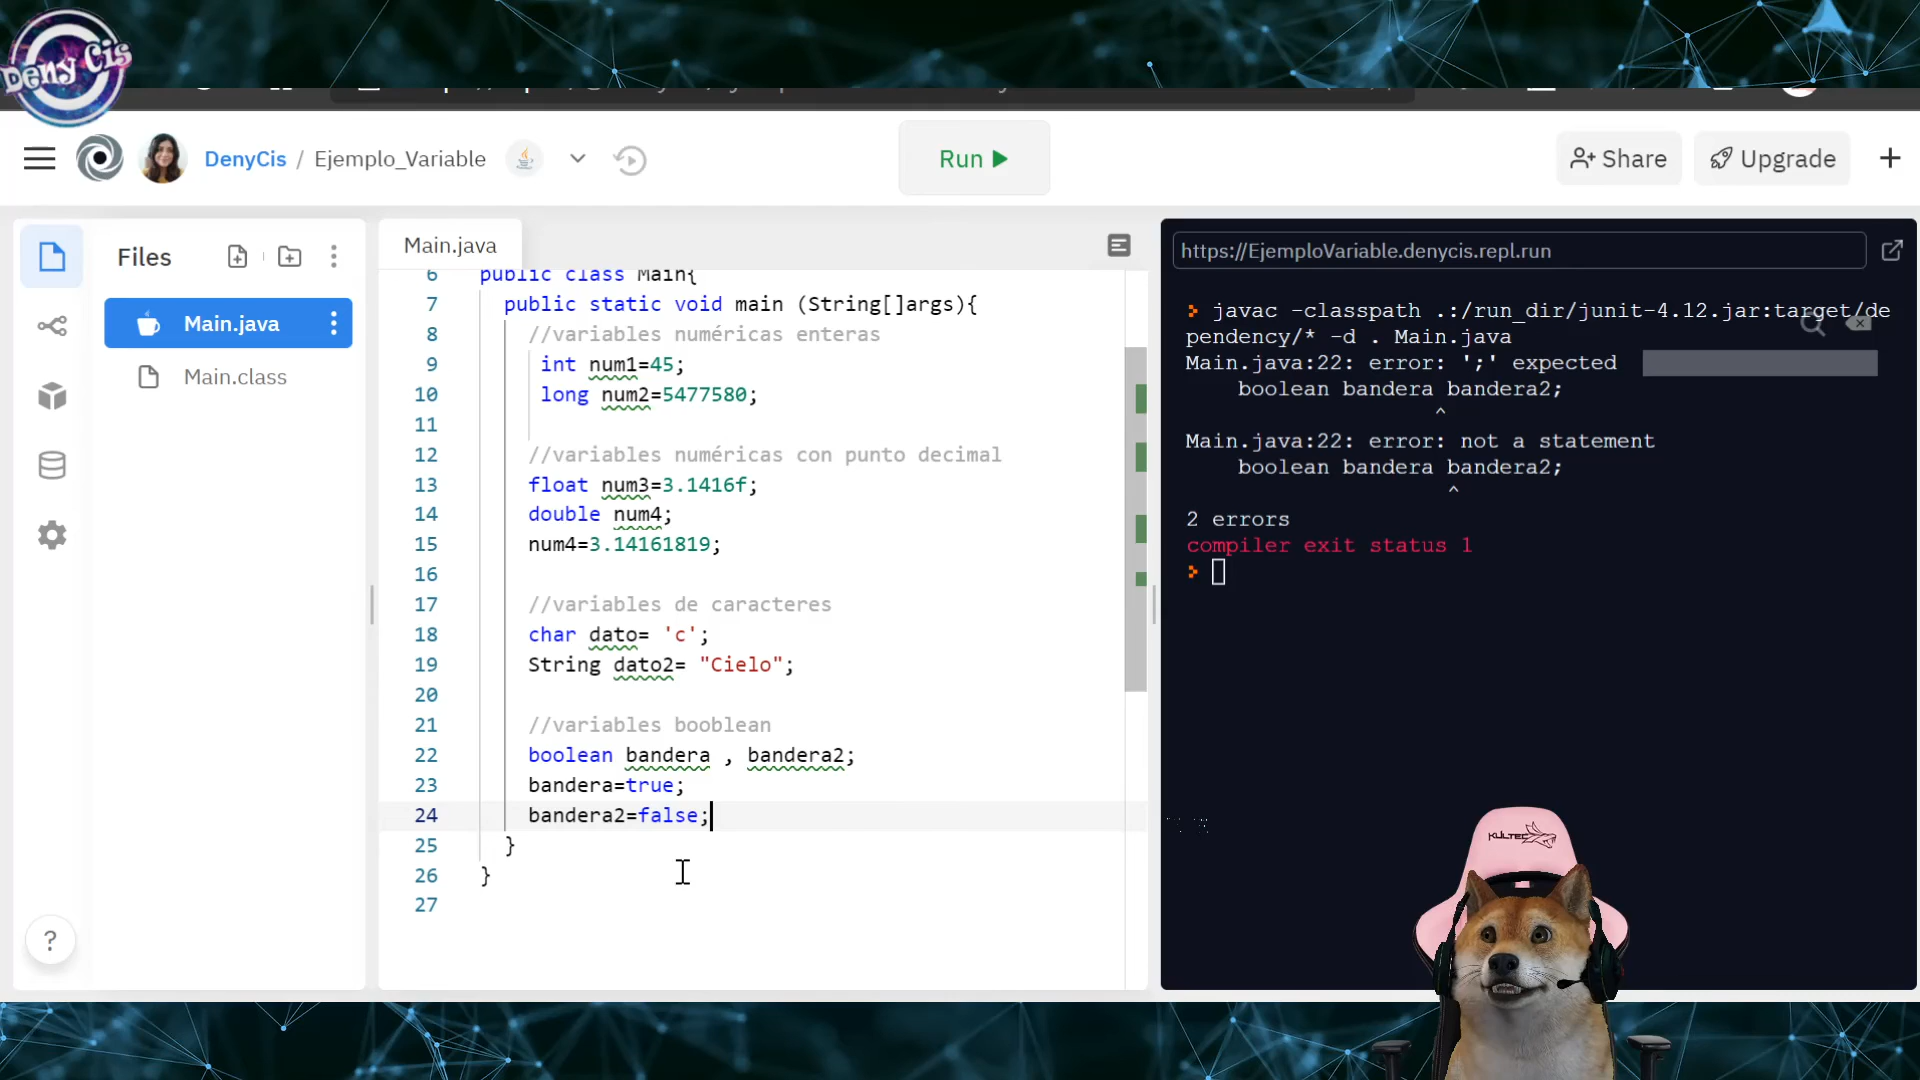 Deny Cis
DenyCis / Ejemplo_Variable
Run
Share
Upgrade
Files
Main.java
Main.class
Main.java
6 public class Main{
7 public static void main (String[]args){
8 //variables numéricas enteras
9 int num1=45;
10 long num2=5477580;
11
12 //variables numéricas con punto decimal
13 float num3=3.1416f;
14 double num4;
15 num4=3.14161819;
16
17 //variables de caracteres
18 char dato= 'c';
19 String dato2= "Cielo";
20
21 //variables booblean
22 boolean bandera , bandera2;
23 bandera=true;
24 bandera2=false;
25 }
26 }
27
?
https://EjemploVariable.denycis.repl.run
> javac -classpath .:/run_dir/junit-4.12.jar:target/de
pendency/* -d . Main.java
Main.java:22: error: ';' expected
boolean bandera bandera2;
^
Main.java:22: error: not a statement
boolean bandera bandera2;
^
2 errors
compiler exit status 1
>
KULTEC